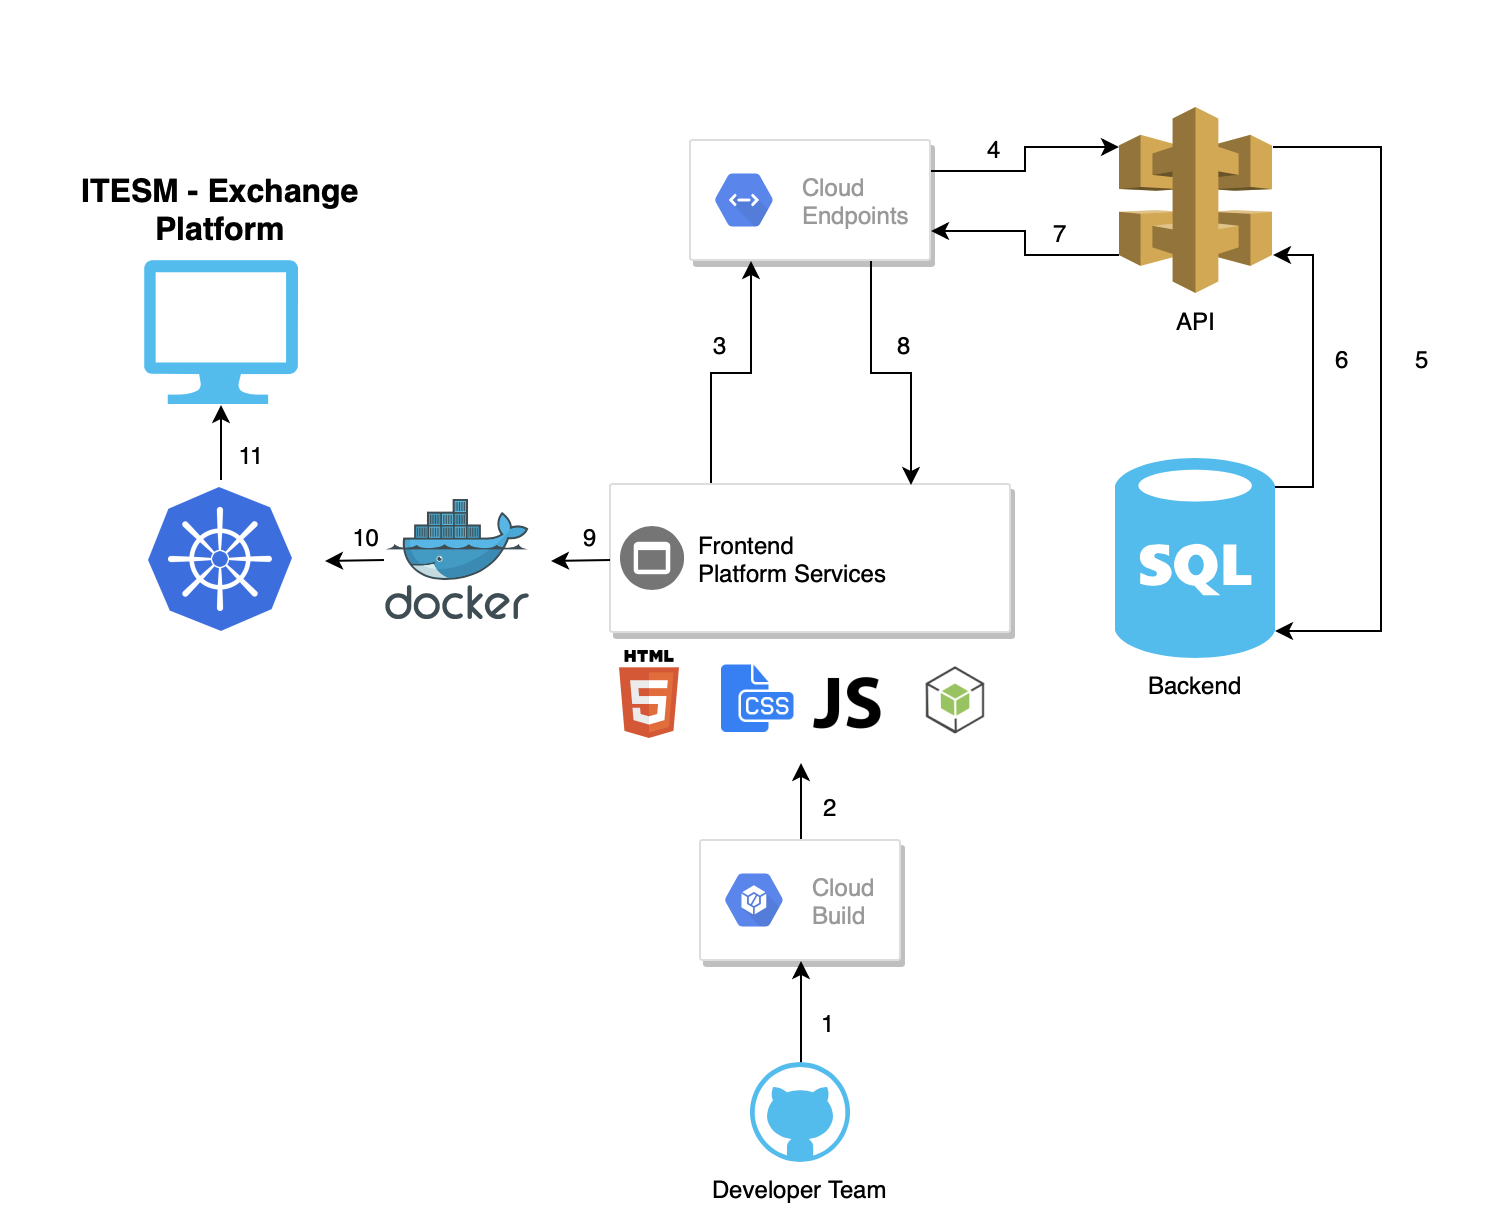 ITESM - Exchange
Platform
Cloud
Endpoints
4
7
API
3
8
6
5
11
10
docker
9
Frontend
Platform Services
SQL
Backend
HTML
5
CSS
JS
2
Cloud
Build
1
Developer Team